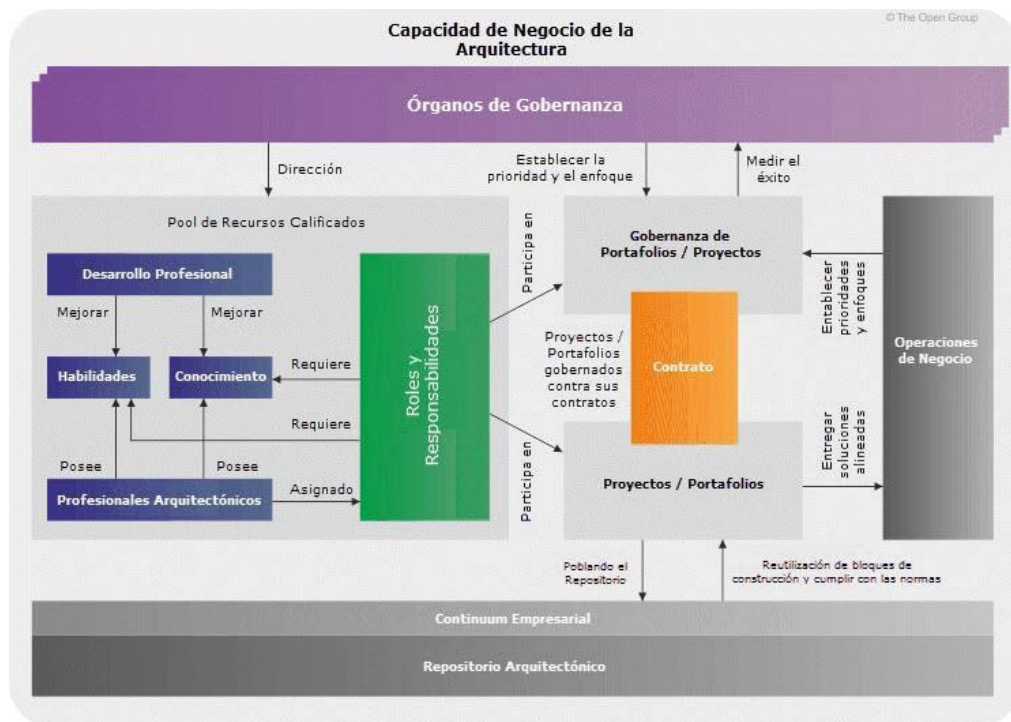 © The Open Group
Capacidad de Negocio de la
Arquitectura
Órganos de Gobernanza
Dirección
Establecer la
prioridad y el enfoque
Medir el
éxito
Pool de Recursos Calificados
Desarrollo Profesional
Mejorar
Mejorar
Habilidades
Conocimiento
Requiere
Requiere
Posee
Posee
Profesionales Arquitectónicos
Asignado
Roles y
Responsabilidades
Participa en
Participa en
Gobernanza de
Portafolios / Proyectos
Proyectos /
Portafolios
gobernados
contra sus
contratos
Contrato
Proyectos / Portafolios
Entablecer
prioridades
y enfoques
Entregar
soluciones
alineadas
Operaciones
de Negocio
Poblando el
Repositorio
Reutilización de bloques de
construcción y cumplir con las normas
Continuum Empresarial
Repositorio Arquitectónico